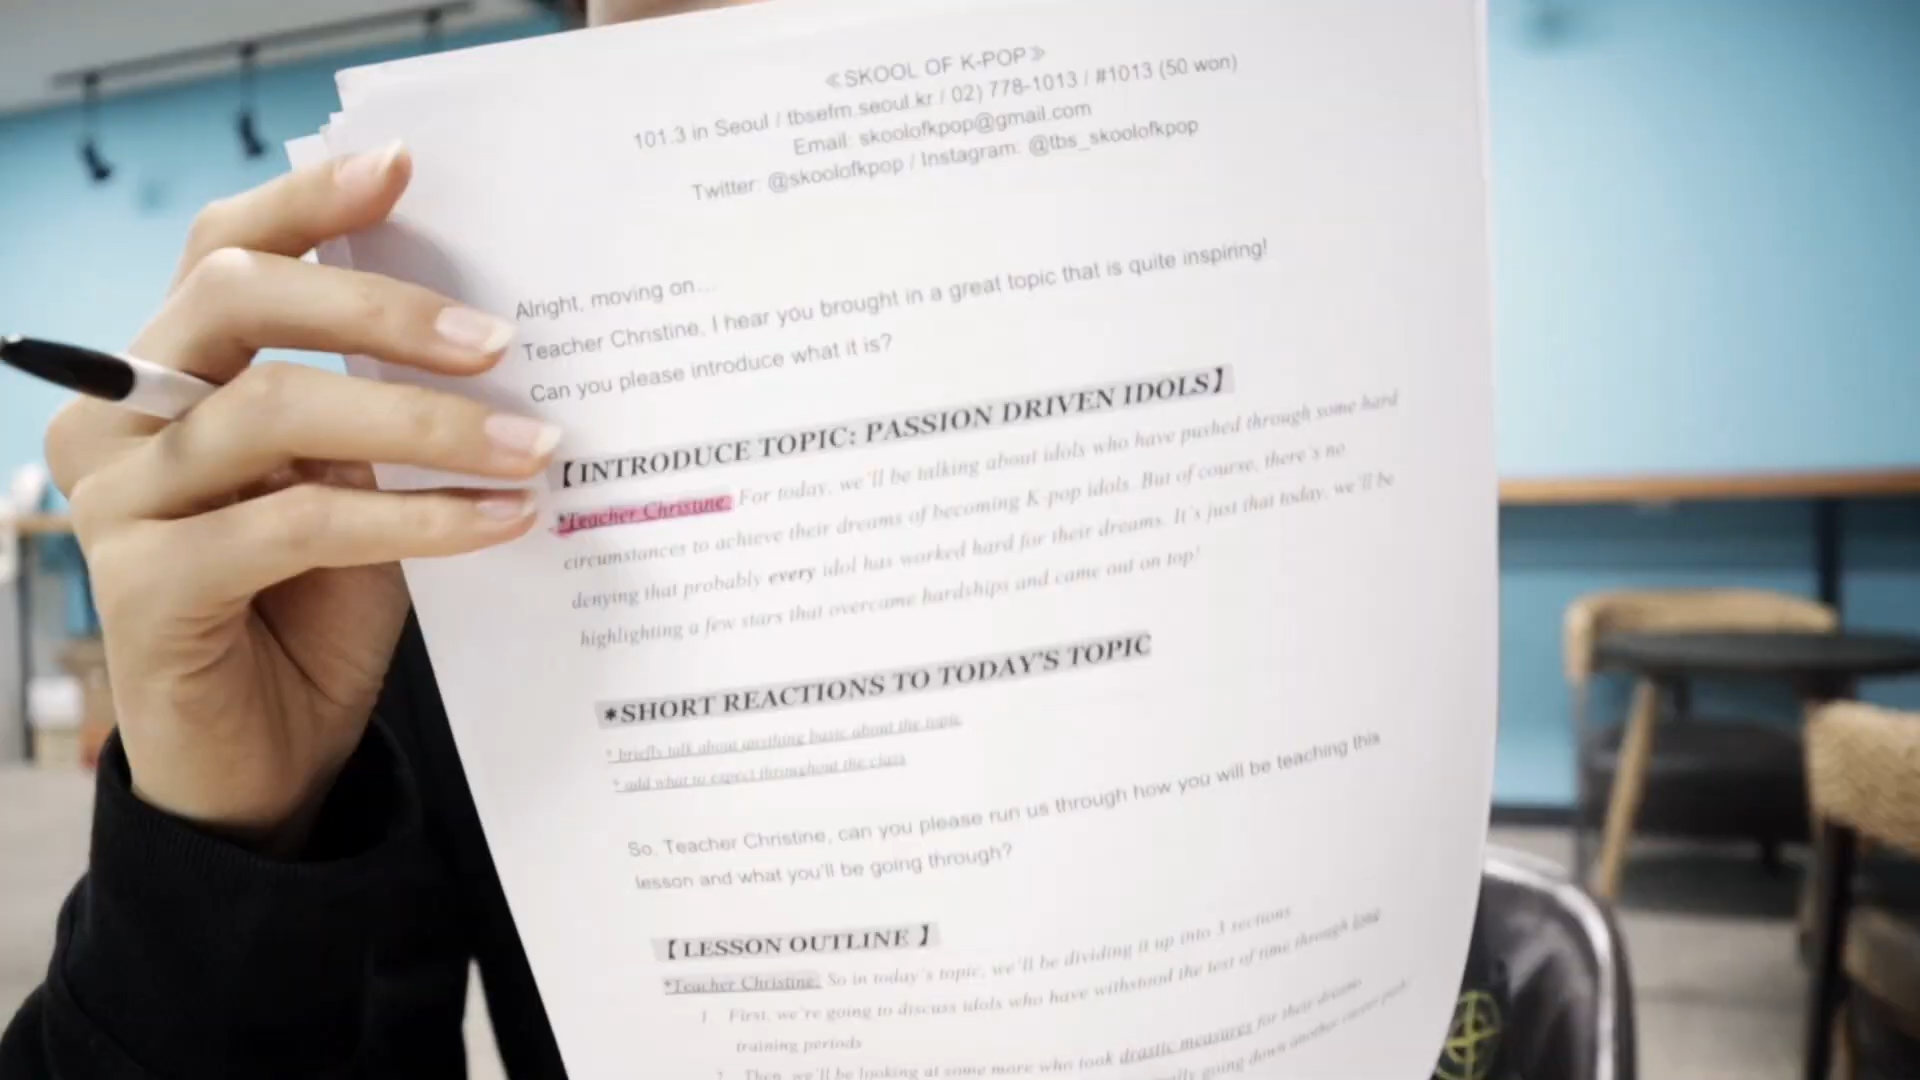 ≪SKOOL OF K-POP≫
101.3 in Seoul / tbsefm.seoul.kr / 02) 778-1013 / #1013 (50 won)
Email: skoolofkpop@gmail.com
Twitter: @skoolofkpop / Instagram: @tbs_skoolofkpop
Alright, moving on...
Teacher Christine, I hear you brought in a great topic that is quite inspiring!
Can you please introduce what it is?
【INTRODUCE TOPIC: PASSION DRIVEN IDOLS】
*Teacher Christine: For today, we'll be talking about idols who have pushed through some hard
circumstances to achieve their dreams of becoming K-pop idols. But of course, there's no
denying that probably every idol has worked hard for their dreams. It's just that today, we'll be
highlighting a few stars that overcame hardships and came out on top!
*SHORT REACTIONS TO TODAY'S TOPIC
* briefly talk about anything basic about the topic
* add what to expect throughout the class
So, Teacher Christine, can you please run us through how you will be teaching this
lesson and what you'll be going through?
【LESSON OUTLINE 】
*Teacher Christine: So in today's topic, we'll be dividing it up into 3 sections
1. First, we're going to discuss idols who have withstood the test of time through long
training periods
2. Then, we'll be looking at some more who took drastic measures for their dreams
going down another career path